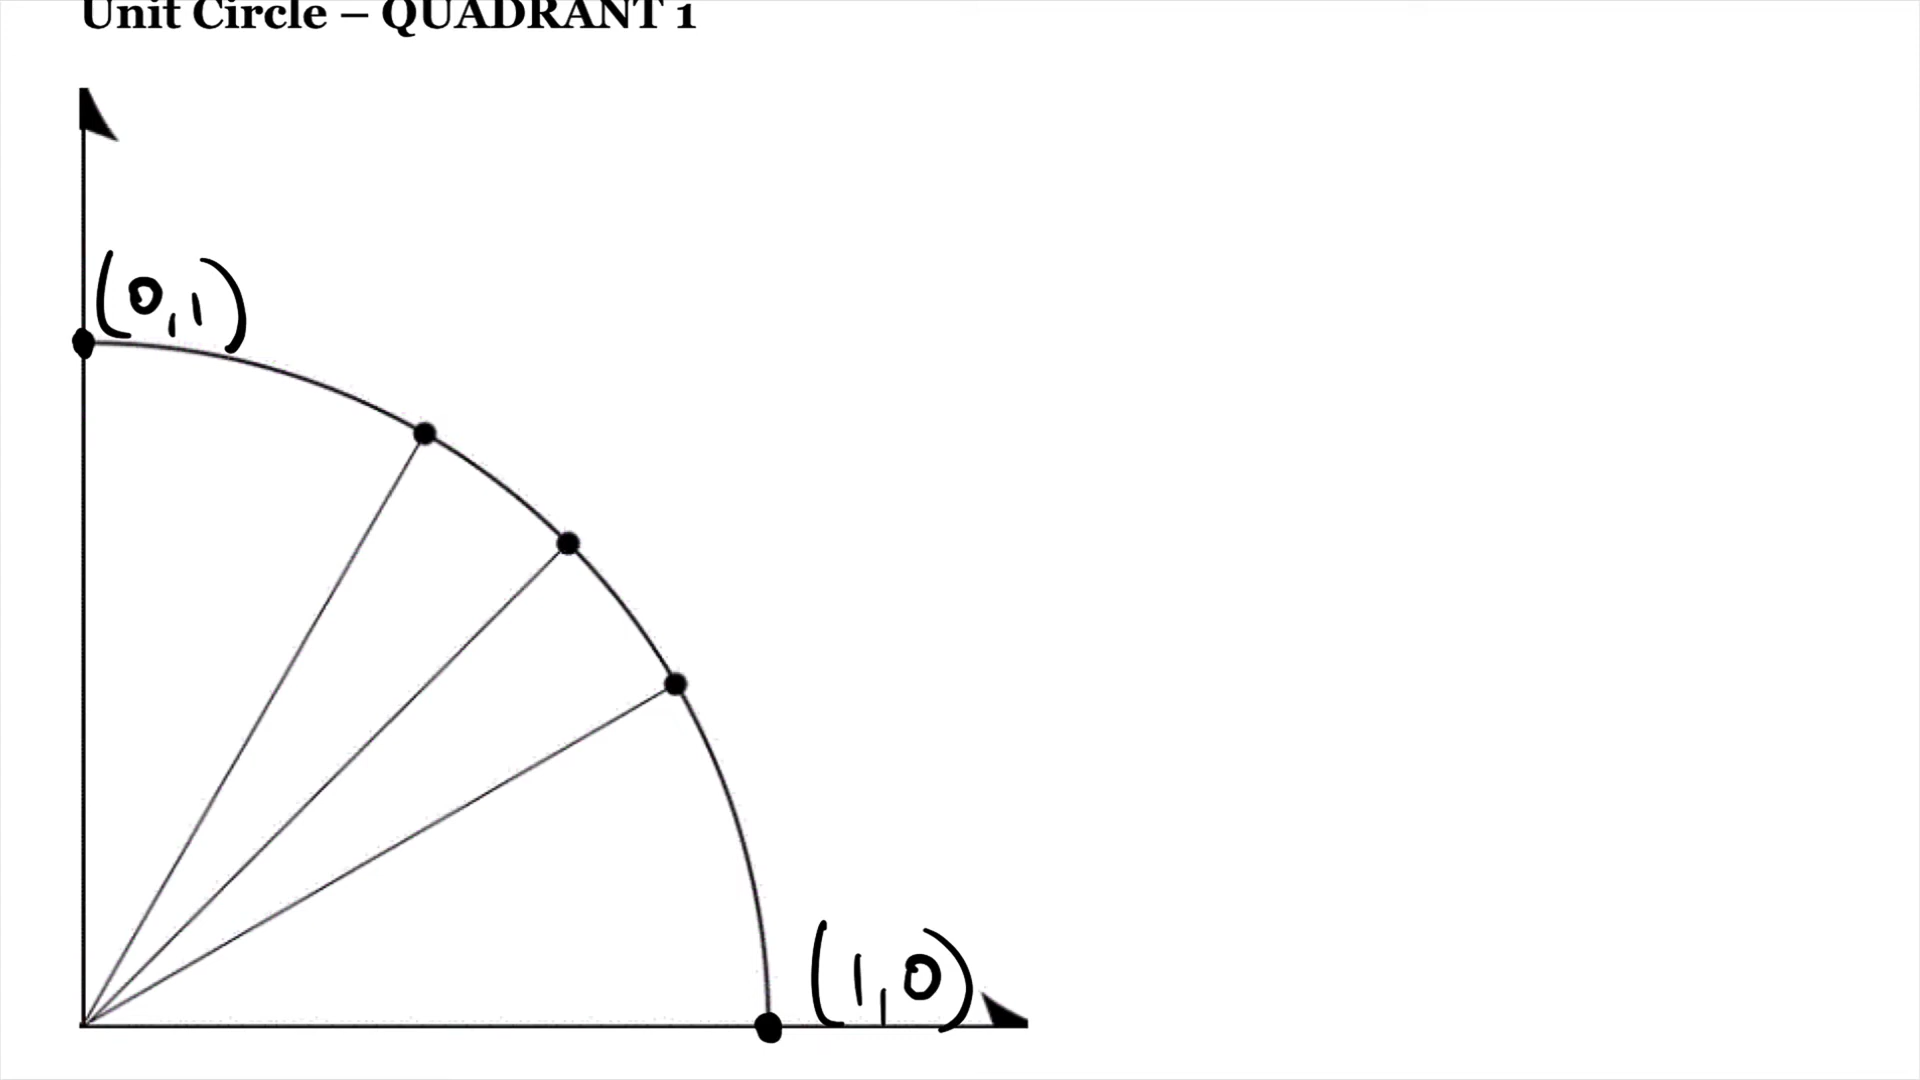 Unit Circle – QUADRANT 1
(0,1)
(1,0)